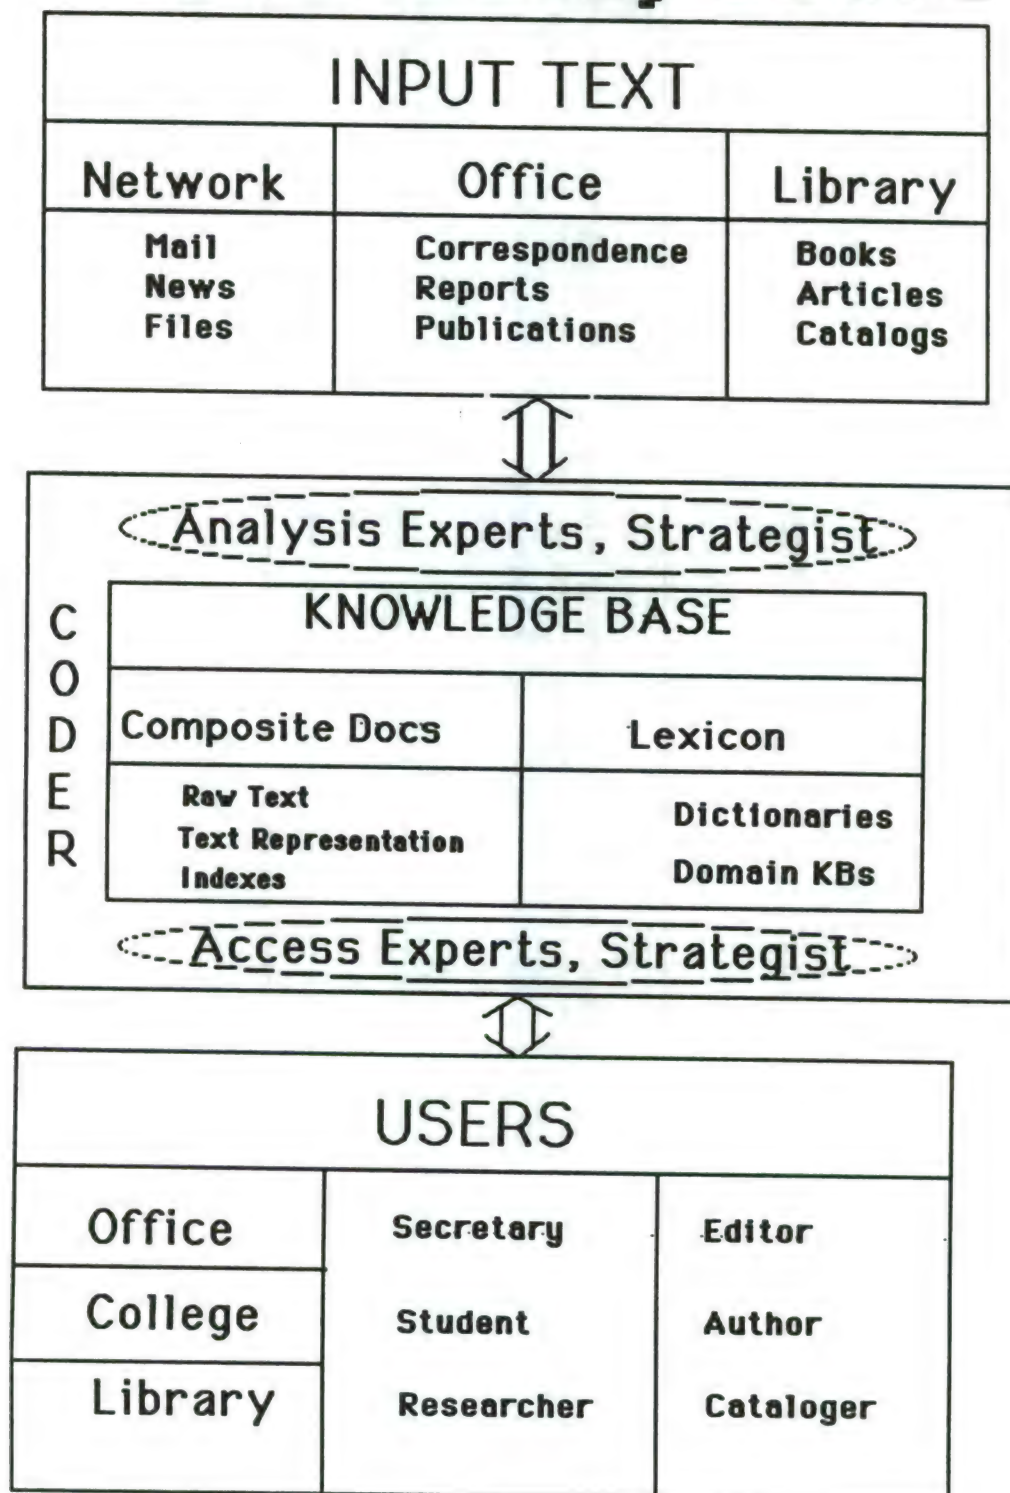 INPUT TEXT
Network Office Library
Mail Correspondence Books
News Reports Articles
Files Publications Catalogs
Analysis Experts, Strategist
CODER
KNOWLEDGE BASE
Composite Docs Lexicon
Raw Text Dictionaries
Text Representation
Indexes Domain KBs
Access Experts, Strategist
USERS
Office Secretary Editor
College Student Author
Library Researcher Cataloger